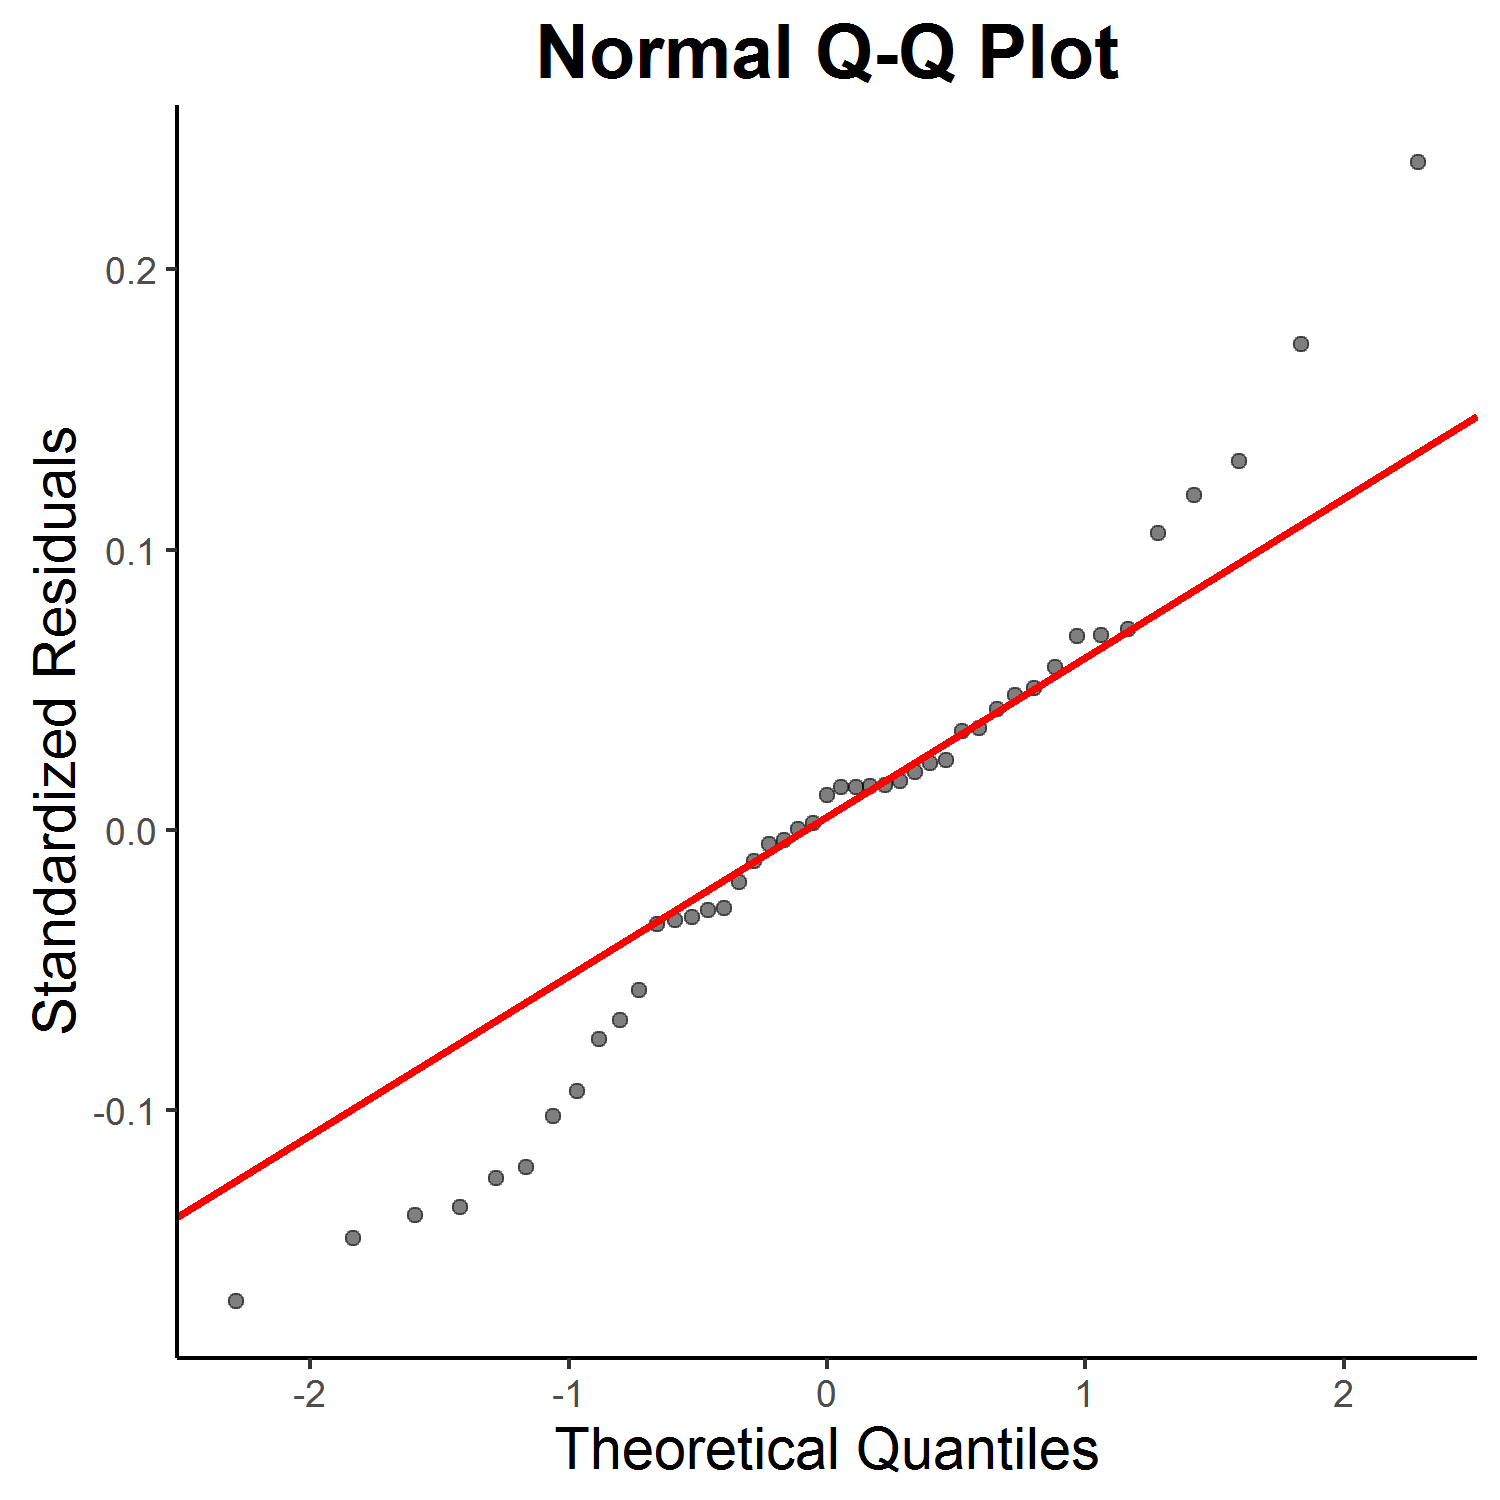 Normal Q-Q Plot
Standardized Residuals
0.2
0.1
0.0
-0.1
-2 -1 0 1 2
Theoretical Quantiles